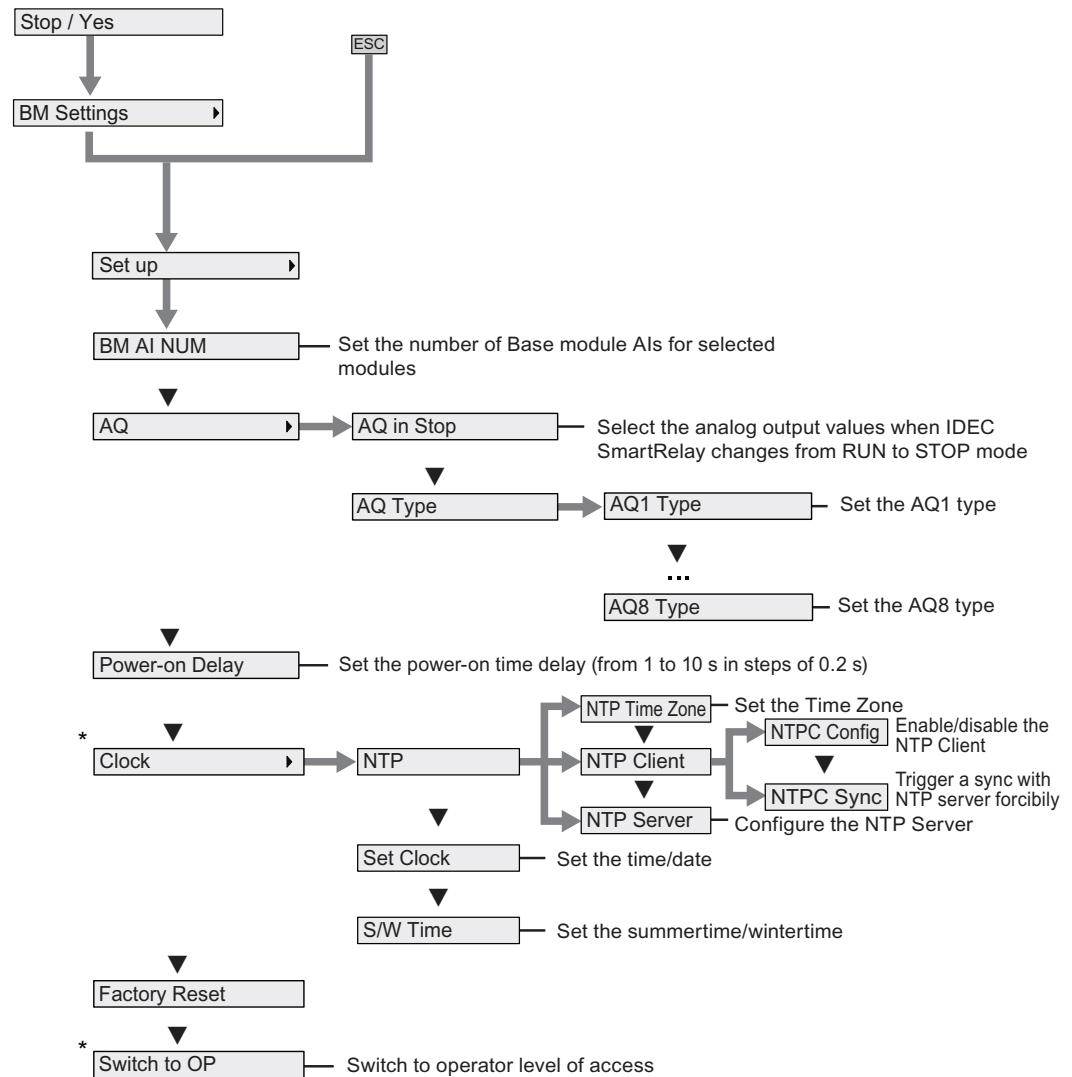 Stop / Yes
ESC
BM Settings
Set up
BM AI NUM
Set the number of Base module AIs for selected
modules
AQ
AQ in Stop
Select the analog output values when IDEC
SmartRelay changes from RUN to STOP mode
AQ Type
AQ1 Type
Set the AQ1 type
...
AQ8 Type
Set the AQ8 type
Power-on Delay
Set the power-on time delay (from 1 to 10 s in steps of 0.2 s)
*
Clock
NTP
NTP Time Zone
Set the Time Zone
NTP Client
NTPC Config
Enable/disable the
NTP Client
NTPC Sync
Trigger a sync with
NTP server forcibily
NTP Server
Configure the NTP Server
Set Clock
Set the time/date
S/W Time
Set the summertime/wintertime
Factory Reset
*
Switch to OP
Switch to operator level of access